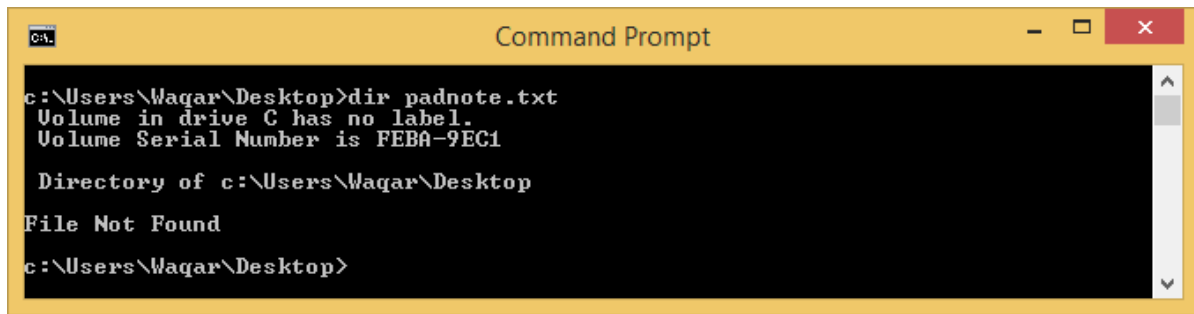 C:\.
Command Prompt
c:\Users\Waqar\Desktop>dir padnote.txt
Volume in drive C has no label.
Volume Serial Number is FEBA-9EC1
Directory of c:\Users\Waqar\Desktop
File Not Found
c:\Users\Waqar\Desktop>